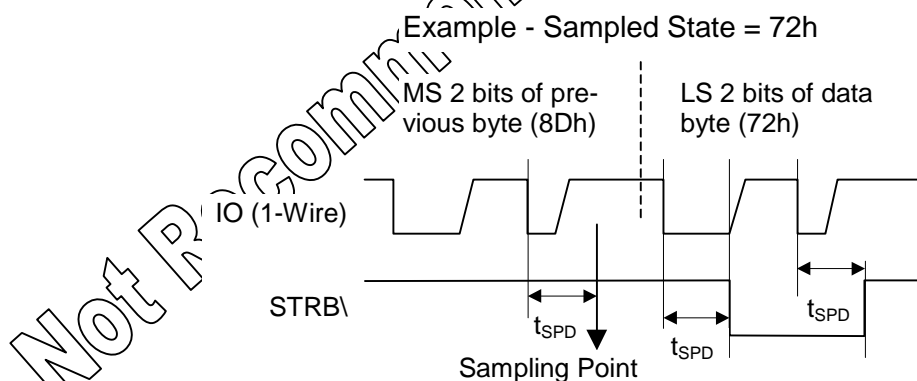 Example - Sampled State = 72h
MS 2 bits of pre-
vious byte (8Dh)
LS 2 bits of data
byte (72h)
IO (1-Wire)
STRB\
tSPD
tSPD
tSPD
Sampling Point
Not Recomm